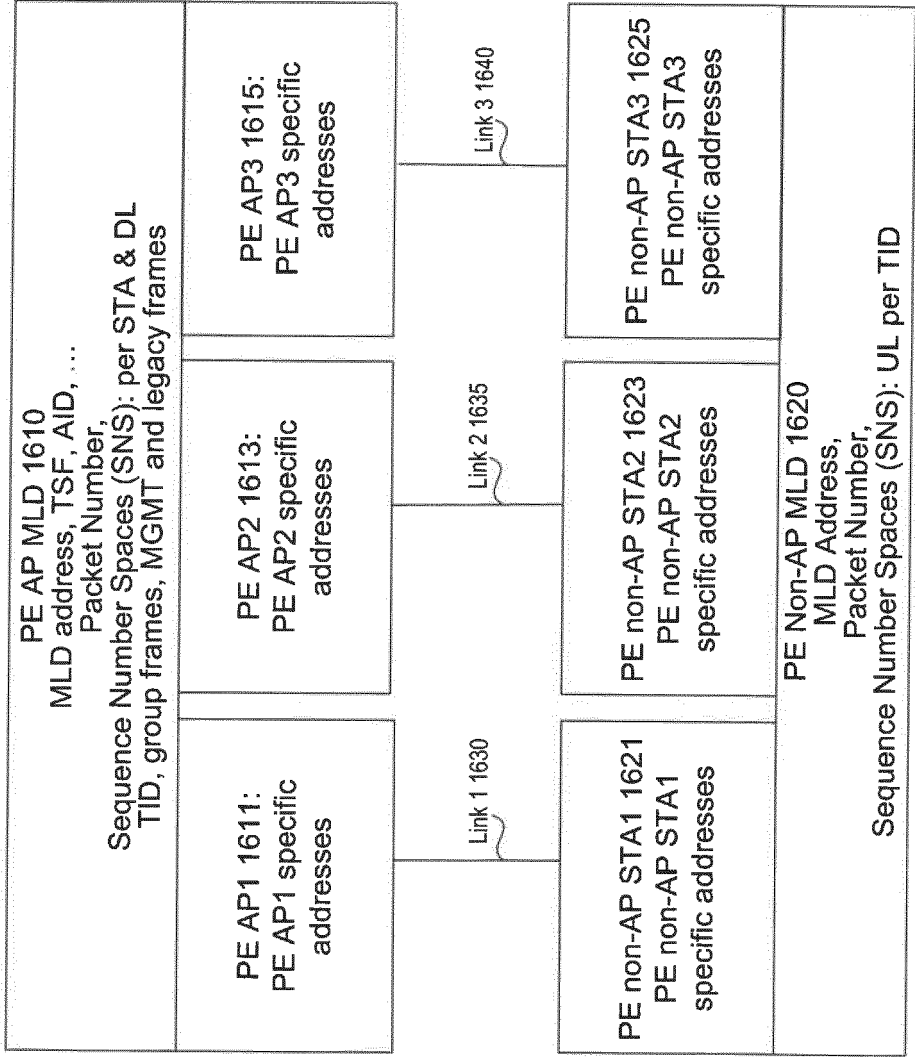 PE AP MLD 1610
MLD address, TSF, AID, ...
Packet Number,
Sequence Number Spaces (SNS): per STA & DL
TID, group frames, MGMT and legacy frames
PE AP1 1611:
PE AP1 specific
addresses
PE AP2 1613:
PE AP2 specific
addresses
PE AP3 1615:
PE AP3 specific
addresses
Link 1 1630
Link 2 1635
Link 3 1640
PE non-AP STA1 1621
PE non-AP STA1
specific addresses
PE non-AP STA2 1623
PE non-AP STA2
specific addresses
PE non-AP STA3 1625
PE non-AP STA3
specific addresses
PE Non-AP MLD 1620
MLD Address,
Packet Number,
Sequence Number Spaces (SNS): UL per TID